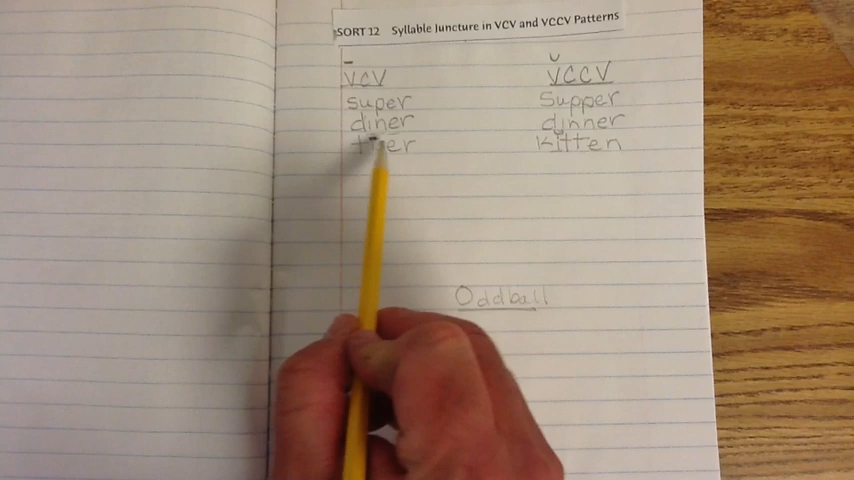 SORT 12 Syllable Juncture in VCV and VCCV Patterns
VCV VCCV
super Supper
diner dinner
Kitten
Oddball